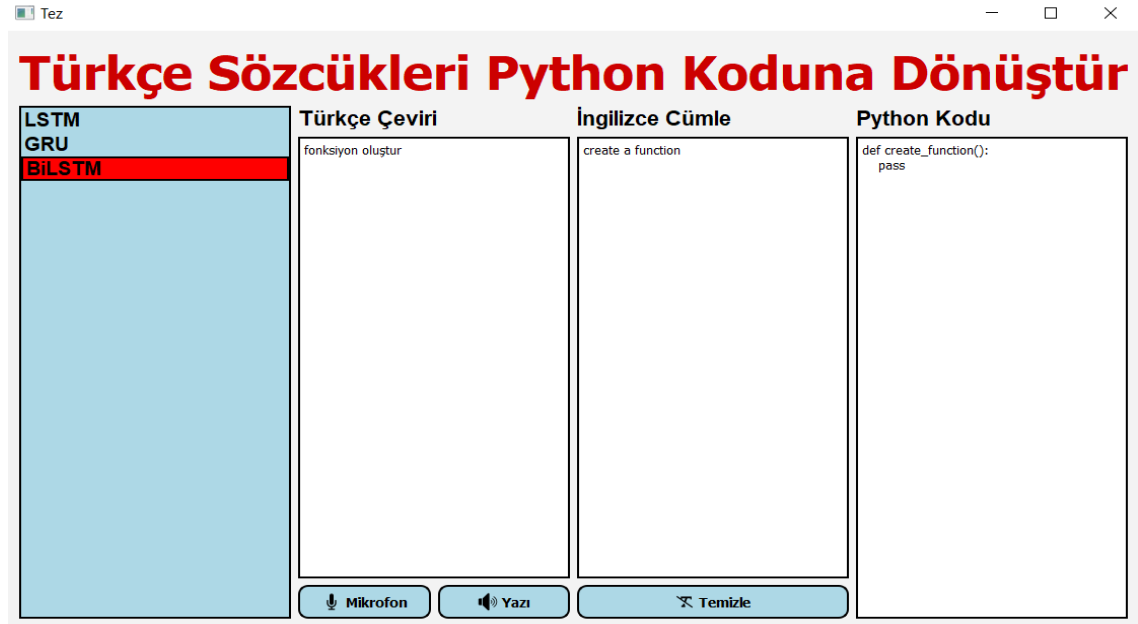 Tez
Türkçe Sözcükleri Python Koduna Dönüştür
LSTM
GRU
BiLSTM
Türkçe Çeviri
fonksiyon oluştur
İngilizce Cümle
create a function
Python Kodu
def create_function():
    pass
Mikrofon
Yazı
Temizle